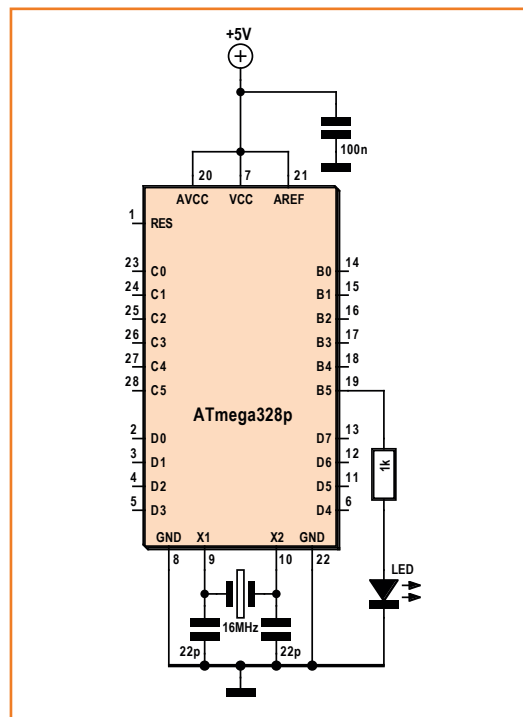 +5V
100n
20 7 21
AVCC VCC AREF
1 RES
23 C0 B0 14
24 C1 B1 15
25 C2 B2 16
26 C3 B3 17
27 C4 B4 18
28 C5 B5 19
ATmega328p
2 D0 D7 13
3 D1 D6 12
4 D2 D5 11
5 D3 D4 6
1k
GND X1 X2 GND
8 9 10 22
LED
16MHz
22p 22p